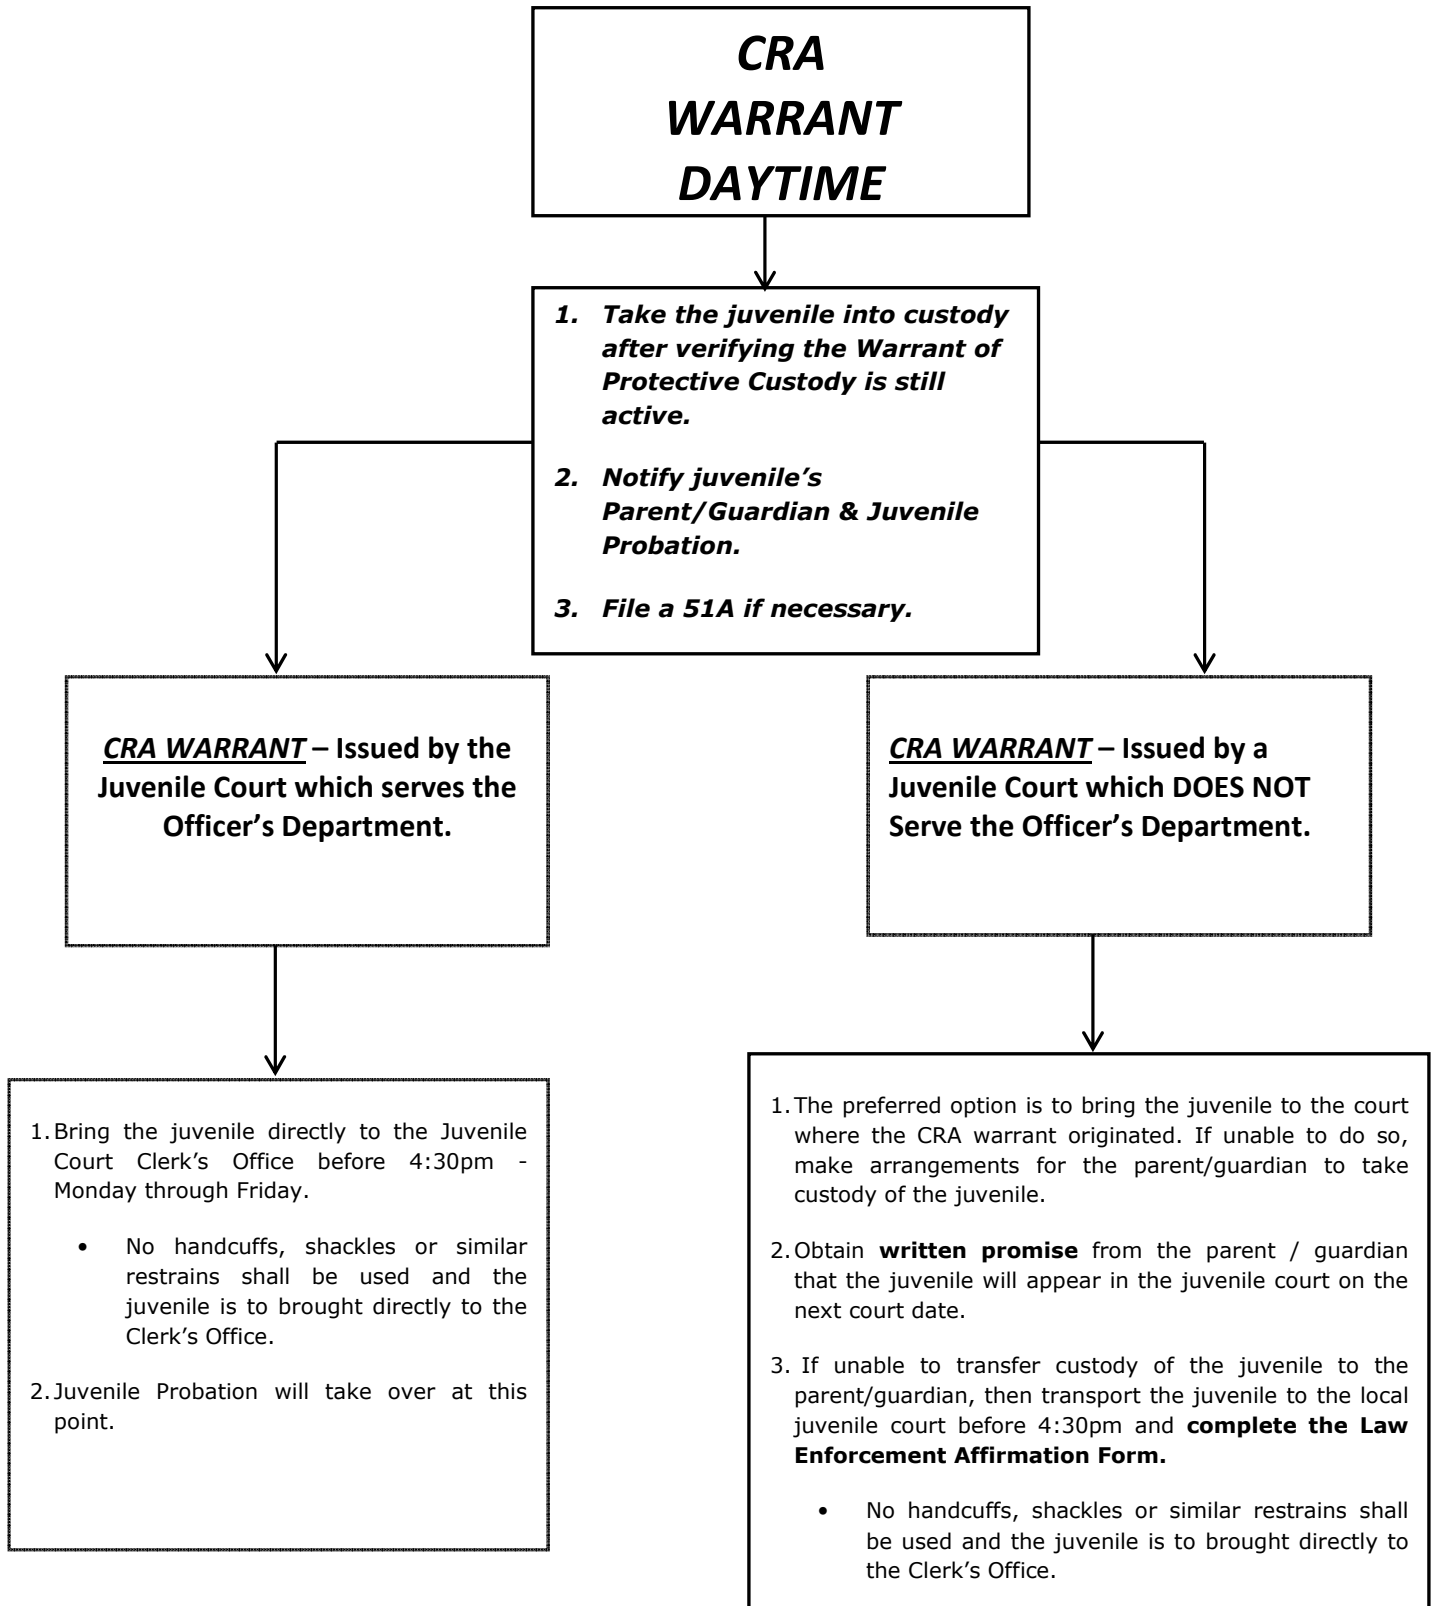 CRA
WARRANT
DAYTIME
1. Take the juvenile into custody
after verifying the Warrant of
Protective Custody is still
active.
2. Notify juvenile’s
Parent/Guardian & Juvenile
Probation.
3. File a 51A if necessary.
CRA WARRANT – Issued by the
Juvenile Court which serves the
Officer’s Department.
CRA WARRANT – Issued by a
Juvenile Court which DOES NOT
Serve the Officer’s Department.
1. Bring the juvenile directly to the Juvenile
Court Clerk’s Office before 4:30pm -
Monday through Friday.
• No handcuffs, shackles or similar
restrains shall be used and the
juvenile is to brought directly to the
Clerk’s Office.
2. Juvenile Probation will take over at this
point.
1. The preferred option is to bring the juvenile to the court
where the CRA warrant originated. If unable to do so,
make arrangements for the parent/guardian to take
custody of the juvenile.
2. Obtain written promise from the parent / guardian
that the juvenile will appear in the juvenile court on the
next court date.
3. If unable to transfer custody of the juvenile to the
parent/guardian, then transport the juvenile to the local
juvenile court before 4:30pm and complete the Law
Enforcement Affirmation Form.
• No handcuffs, shackles or similar restrains shall
be used and the juvenile is to brought directly to
the Clerk’s Office.